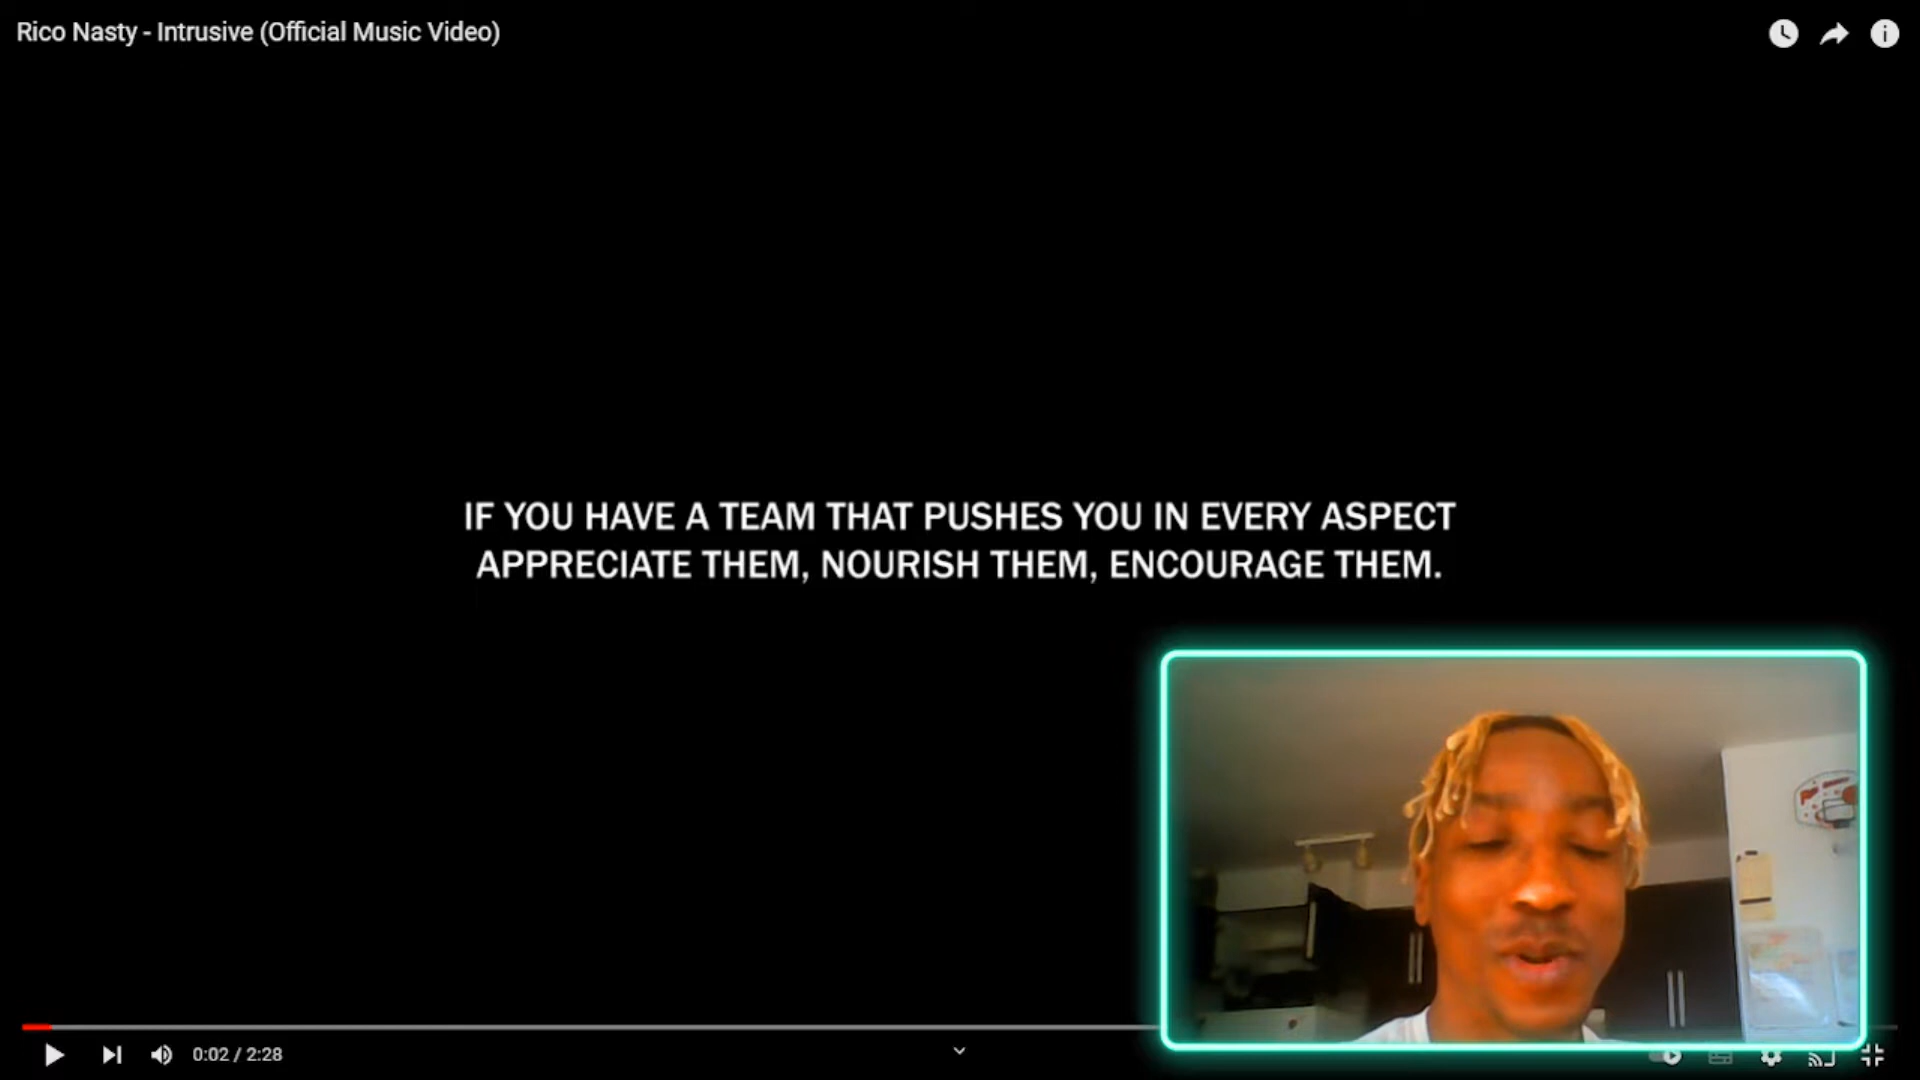 Rico Nasty - Intrusive (Official Music Video)
IF YOU HAVE A TEAM THAT PUSHES YOU IN EVERY ASPECT
APPRECIATE THEM, NOURISH THEM, ENCOURAGE THEM.
0:02 / 2:28